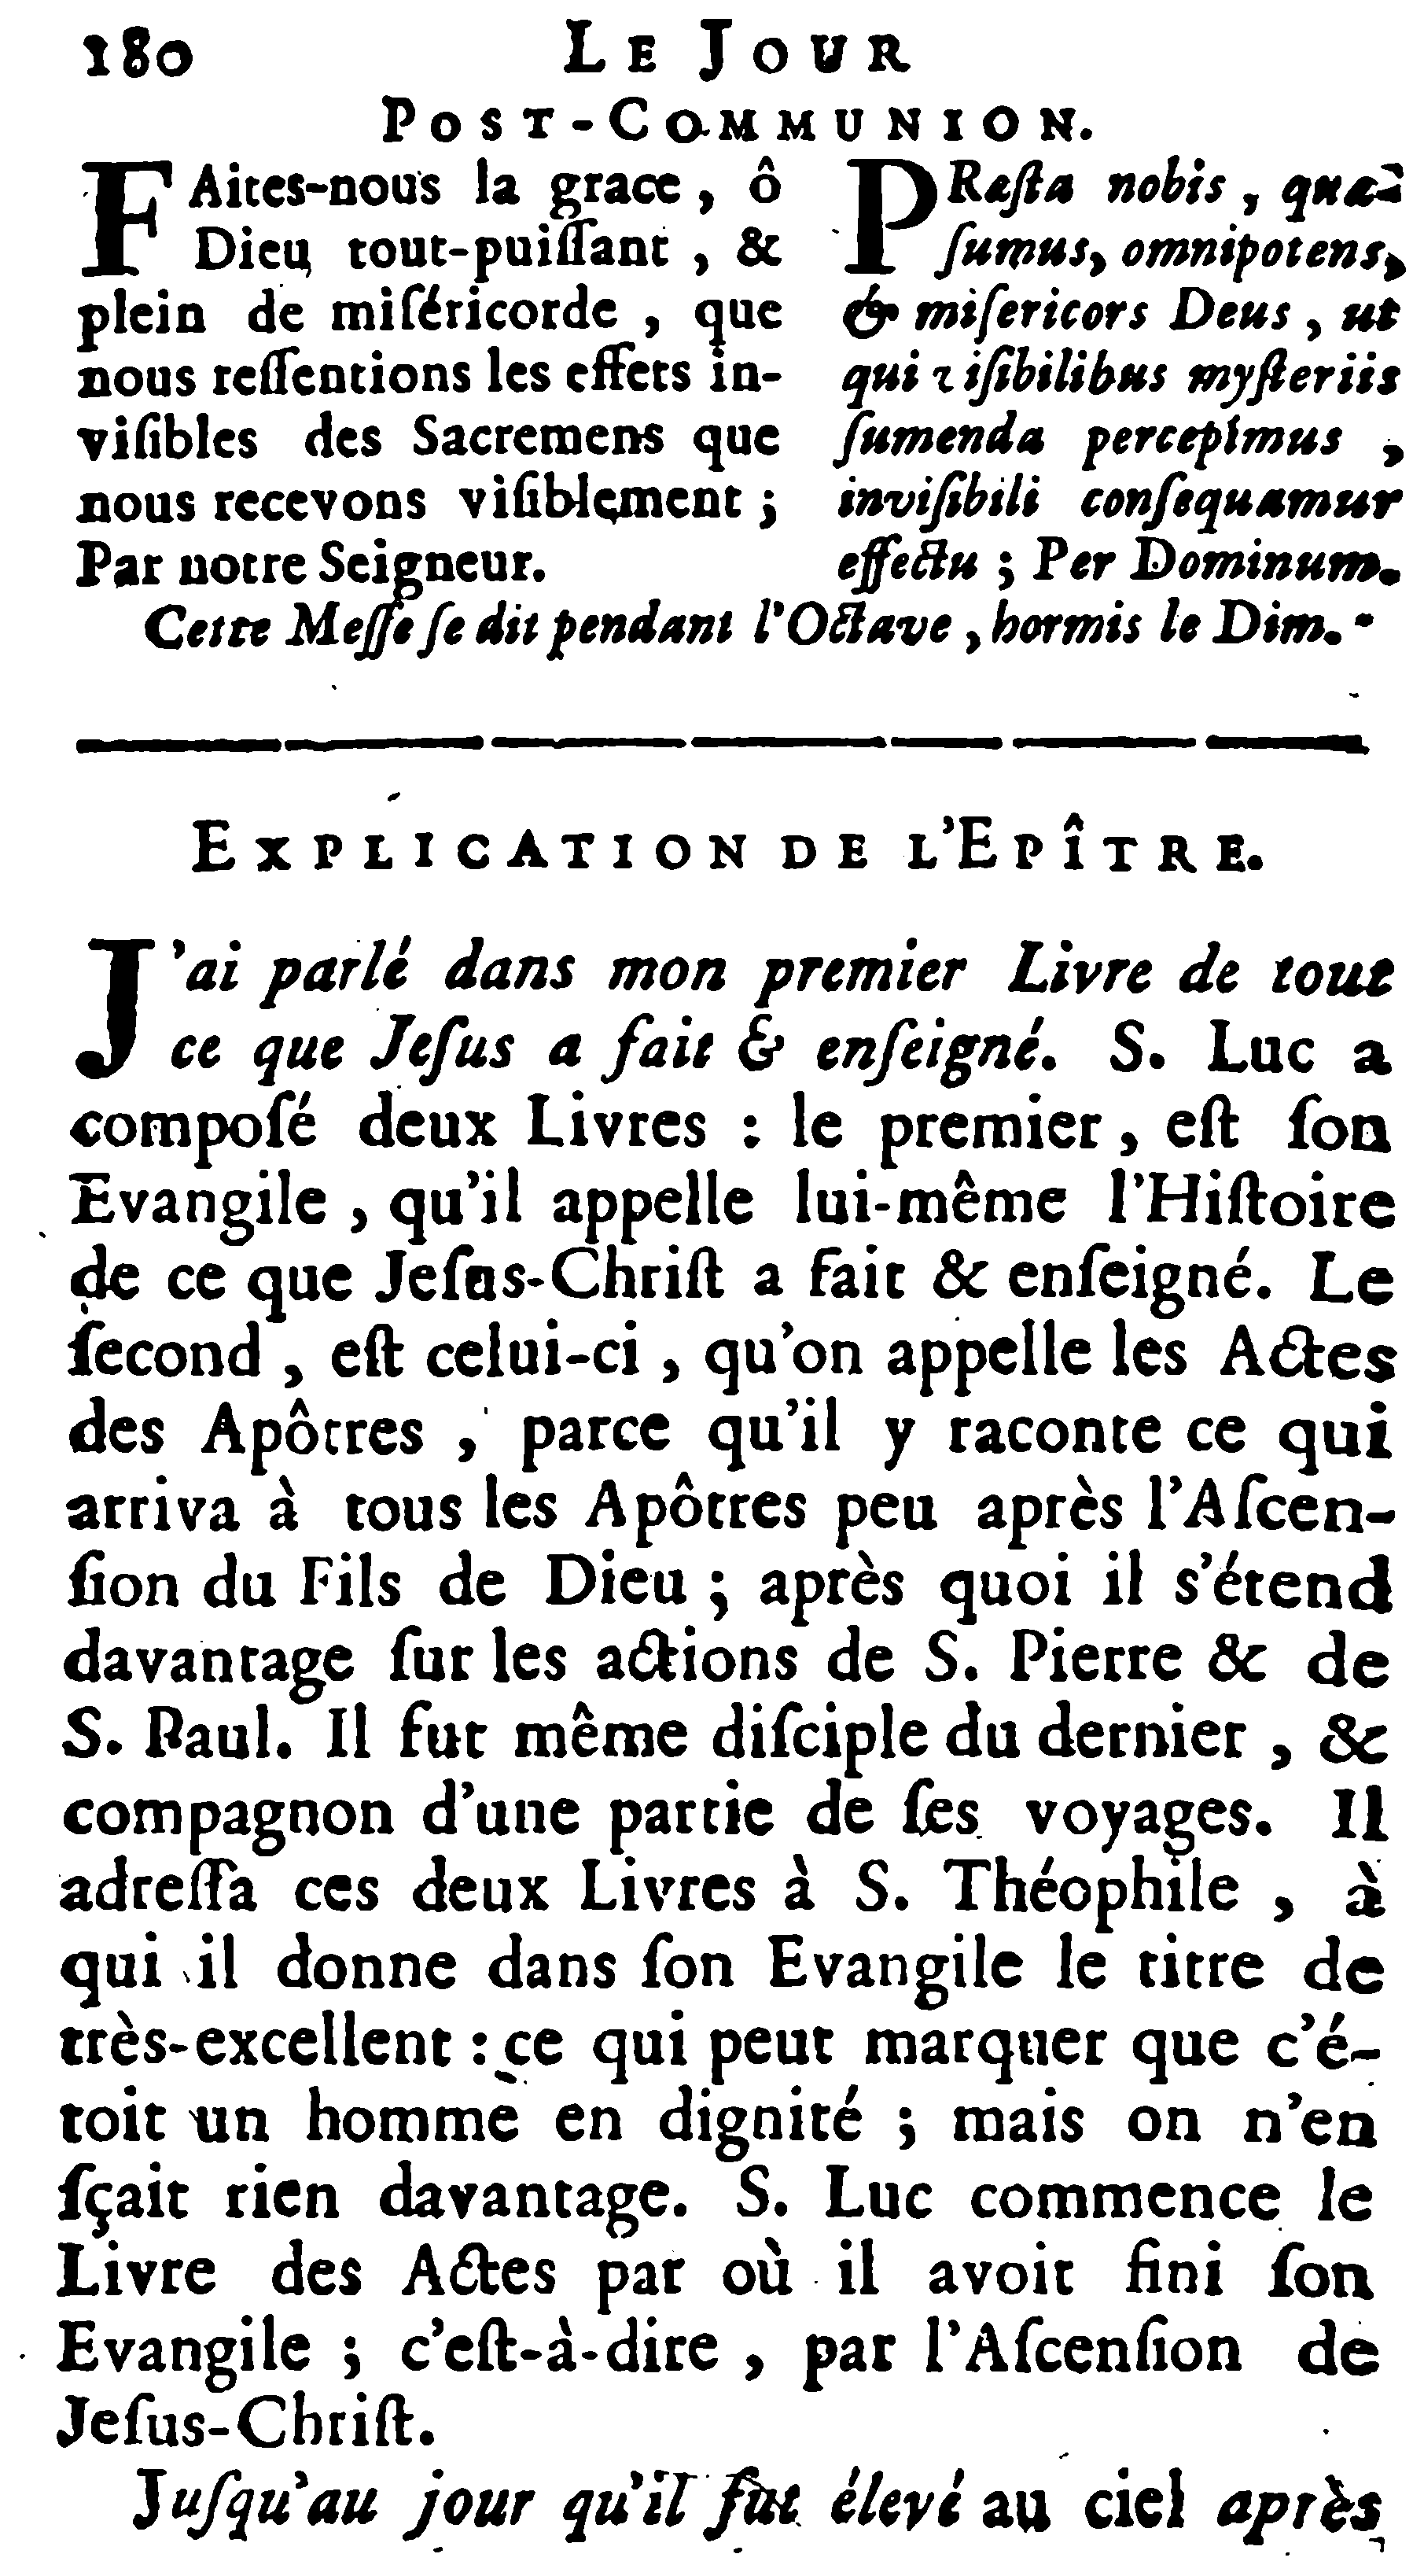 180 LE JOUR
POST-COMMUNION.
FAites-nous la grace, ô
Dieu tout-puiſſant, &
plein de miſéricorde, que
nous reſſentions les effets in-
viſibles des Sacremens que
nous recevons viſiblement;
Par notre Seigneur.
PRæſta nobis, quæ-
ſumus, omnipotens,
& miſericors Deus, ut
qui viſibilibus myſteriis
ſumenda percepimus,
inviſibili conſequamur
effectu; Per Dominum.
Cette Meſſe ſe dit pendant l'Octave, hormis le Dim.
EXPLICATION DE L'EPÎTRE.
J'ai parlé dans mon premier Livre de tout
ce que Jeſus a fait & enſeigné. S. Luc a
compoſé deux Livres : le premier, eſt ſon
Evangile, qu'il appelle lui-même l'Hiſtoire
de ce que Jeſus-Chriſt a fait & enſeigné. Le
ſecond, eſt celui-ci, qu'on appelle les Actes
des Apôtres, parce qu'il y raconte ce qui
arriva à tous les Apôtres peu après l'Aſcen-
ſion du Fils de Dieu; après quoi il s'étend
davantage ſur les actions de S. Pierre & de
S. Paul. Il fut même diſciple du dernier, &
compagnon d'une partie de ſes voyages. Il
adreſſa ces deux Livres à S. Théophile, à
qui il donne dans ſon Evangile le titre de
très-excellent : ce qui peut marquer que c'é-
toit un homme en dignité; mais on n'en
ſçait rien davantage. S. Luc commence le
Livre des Actes par où il avoit fini ſon
Evangile; c'eſt-à-dire, par l'Aſcenſion de
Jeſus-Chriſt.
Juſqu'au jour qu'il fut élevé au ciel après